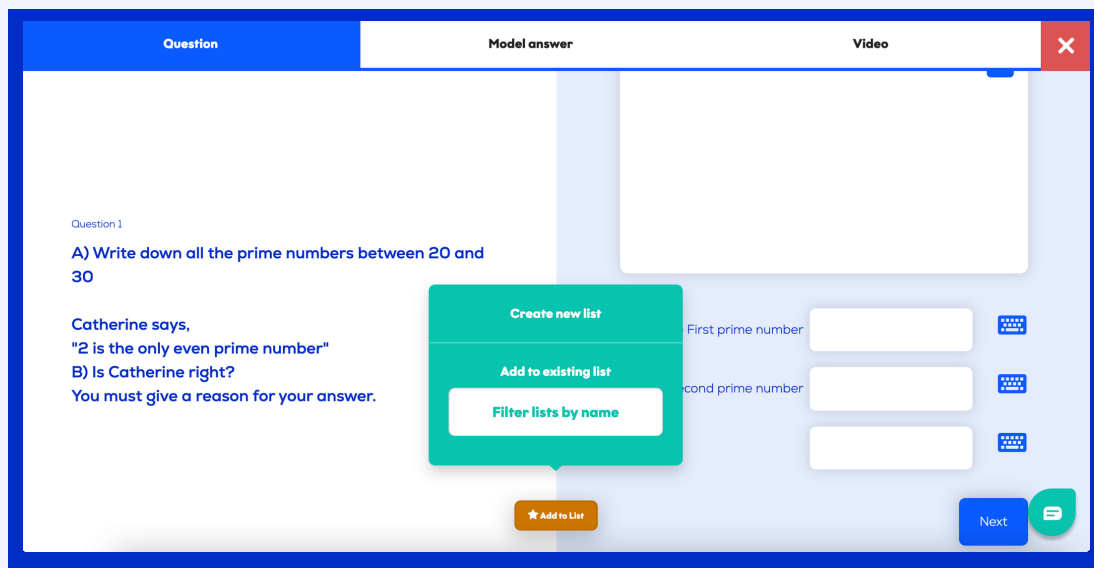 Question
Model answer
Video
Question 1
A) Write down all the prime numbers between 20 and
30
Catherine says,
"2 is the only even prime number"
B) Is Catherine right?
You must give a reason for your answer.
Create new list
Add to existing list
Filter lists by name
First prime number
prime number
Add to List
Next